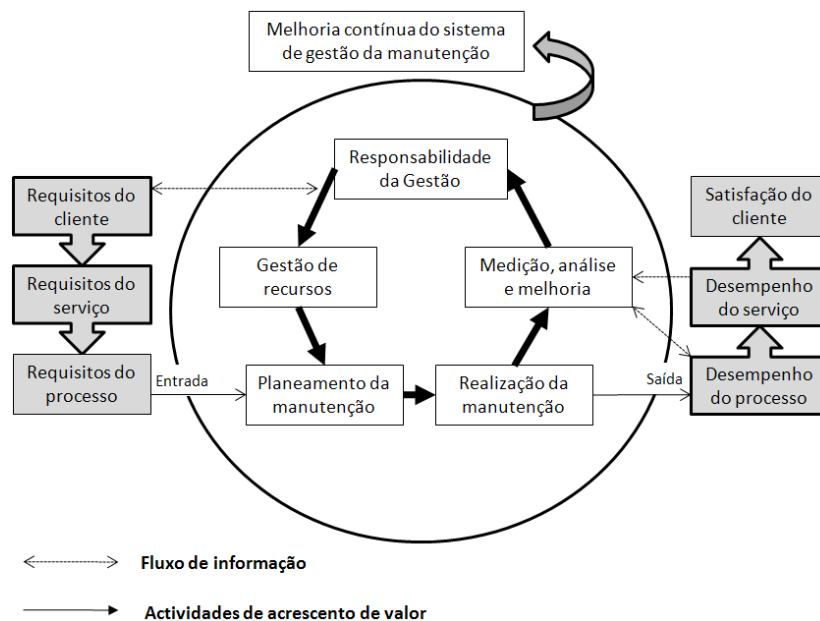 Melhoria contínua do sistema
de gestão da manutenção
Responsabilidade
da Gestão
Requisitos do
cliente
Satisfação do
cliente
Gestão de
recursos
Medição, análise
e melhoria
Requisitos do
serviço
Desempenho
do serviço
Requisitos do
processo
Entrada
Planeamento da
manutenção
Realização da
manutenção
Saída
Desempenho
do processo
Fluxo de informação
Actividades de acrescento de valor